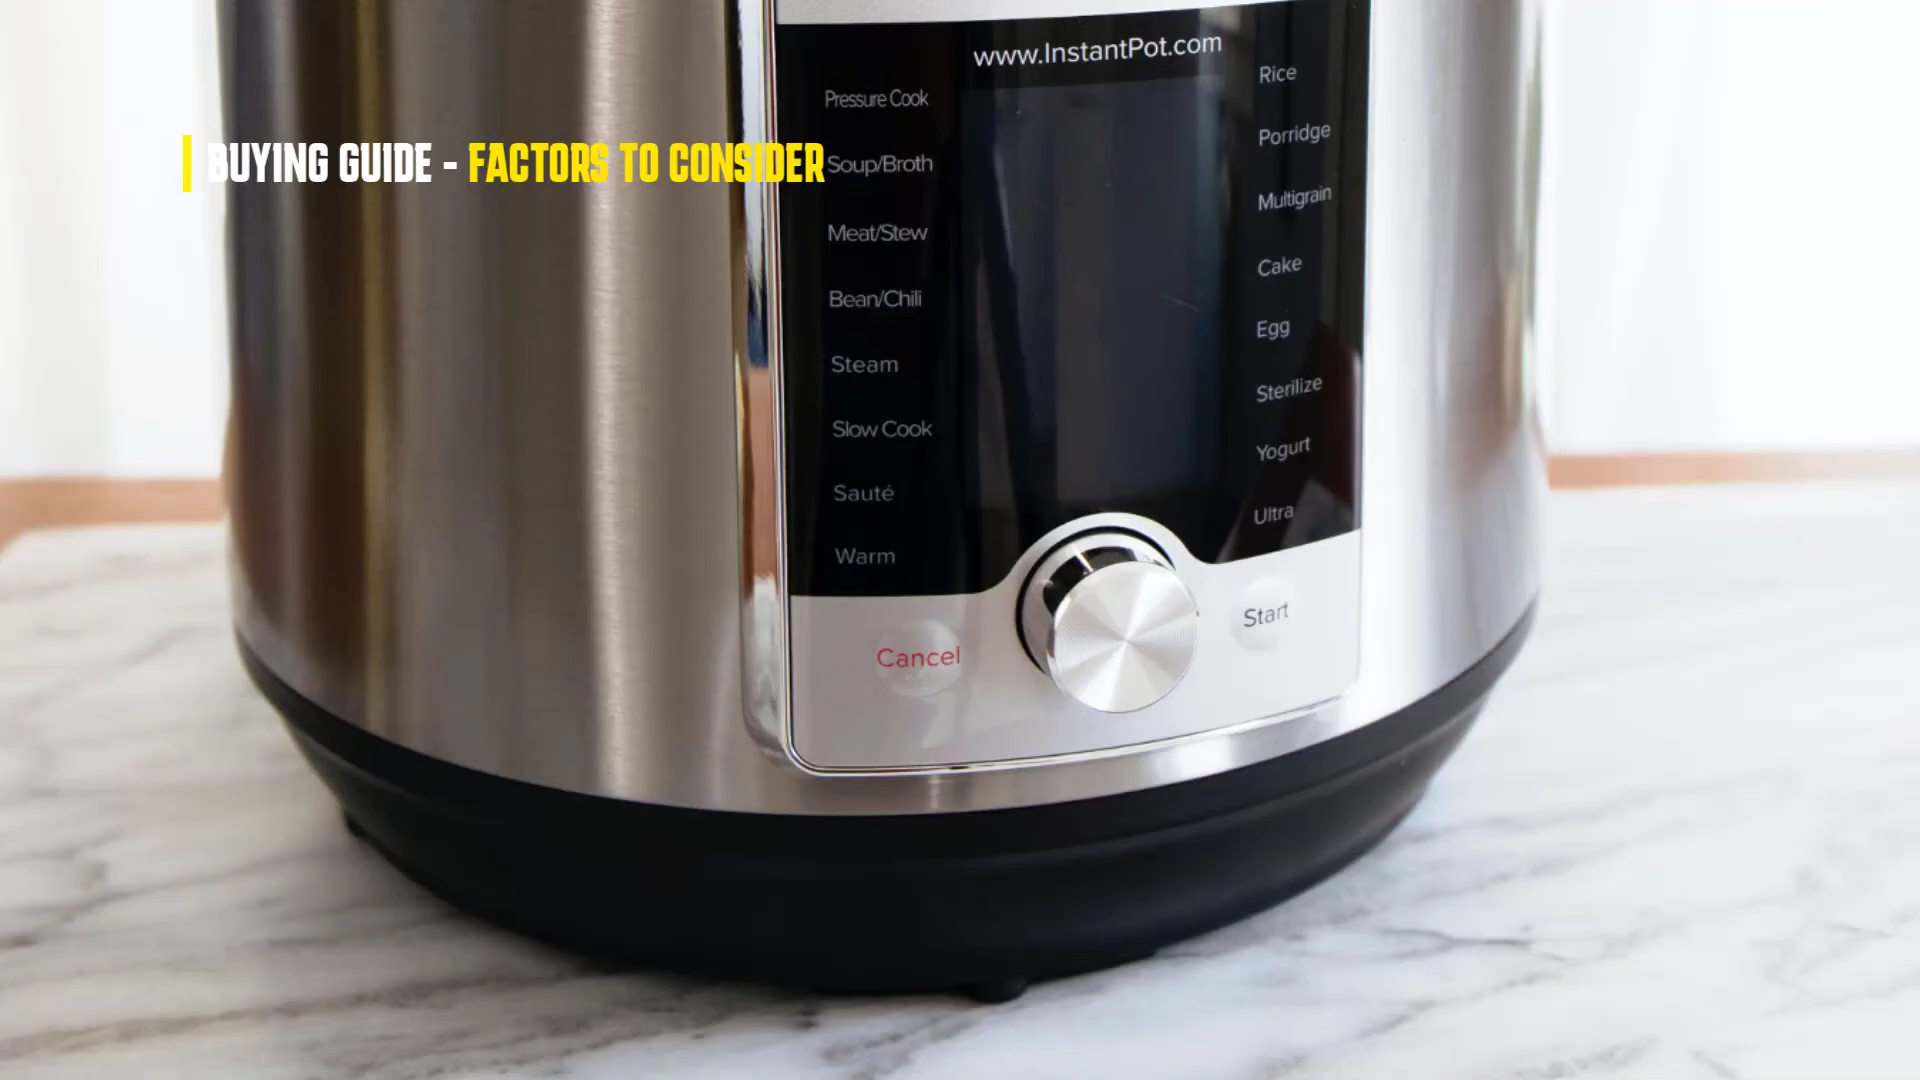 www.InstantPot.com
BUYING GUIDE - FACTORS TO CONSIDER
Pressure Cook
Soup/Broth
Meat/Stew
Bean/Chili
Steam
Slow Cook
Sauté
Warm
Rice
Porridge
Multigrain
Cake
Egg
Sterilize
Yogurt
Ultra
Cancel
Start